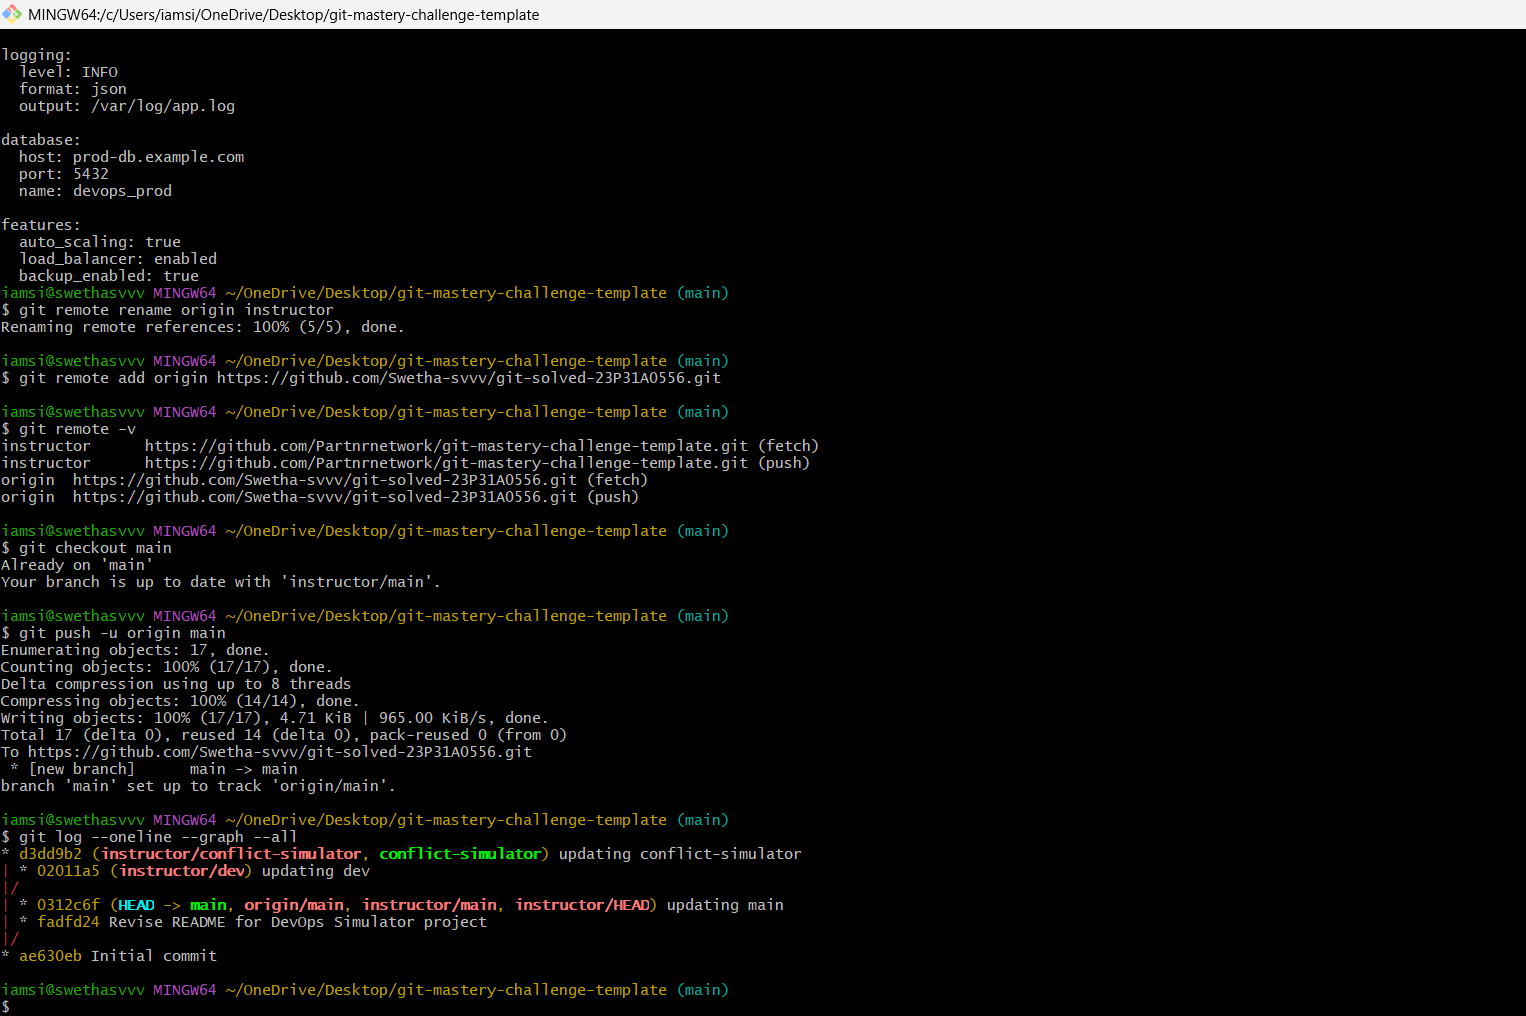 MINGW64:/c/Users/iamsi/OneDrive/Desktop/git-mastery-challenge-template
logging:
  level: INFO
  format: json
  output: /var/log/app.log
database:
  host: prod-db.example.com
  port: 5432
  name: devops_prod
features:
  auto_scaling: true
  load_balancer: enabled
  backup_enabled: true
iamsi@swethasvvv MINGW64 ~/OneDrive/Desktop/git-mastery-challenge-template (main)
$ git remote rename origin instructor
Renaming remote references: 100% (5/5), done.
iamsi@swethasvvv MINGW64 ~/OneDrive/Desktop/git-mastery-challenge-template (main)
$ git remote add origin https://github.com/Swetha-svvv/git-solved-23P31A0556.git
iamsi@swethasvvv MINGW64 ~/OneDrive/Desktop/git-mastery-challenge-template (main)
$ git remote -v
instructor      https://github.com/Partnrnetwork/git-mastery-challenge-template.git (fetch)
instructor      https://github.com/Partnrnetwork/git-mastery-challenge-template.git (push)
origin  https://github.com/Swetha-svvv/git-solved-23P31A0556.git (fetch)
origin  https://github.com/Swetha-svvv/git-solved-23P31A0556.git (push)
iamsi@swethasvvv MINGW64 ~/OneDrive/Desktop/git-mastery-challenge-template (main)
$ git checkout main
Already on 'main'
Your branch is up to date with 'instructor/main'.
iamsi@swethasvvv MINGW64 ~/OneDrive/Desktop/git-mastery-challenge-template (main)
$ git push -u origin main
Enumerating objects: 17, done.
Counting objects: 100% (17/17), done.
Delta compression using up to 8 threads
Compressing objects: 100% (14/14), done.
Writing objects: 100% (17/17), 4.71 KiB | 965.00 KiB/s, done.
Total 17 (delta 0), reused 14 (delta 0), pack-reused 0 (from 0)
To https://github.com/Swetha-svvv/git-solved-23P31A0556.git
 * [new branch]      main -> main
branch 'main' set up to track 'origin/main'.
iamsi@swethasvvv MINGW64 ~/OneDrive/Desktop/git-mastery-challenge-template (main)
$ git log --oneline --graph --all
* d3dd9b2 (instructor/conflict-simulator, conflict-simulator) updating conflict-simulator
| * 02011a5 (instructor/dev) updating dev
|/
| * 0312c6f (HEAD -> main, origin/main, instructor/main, instructor/HEAD) updating main
| * fadfd24 Revise README for DevOps Simulator project
|/
* ae630eb Initial commit
iamsi@swethasvvv MINGW64 ~/OneDrive/Desktop/git-mastery-challenge-template (main)
$